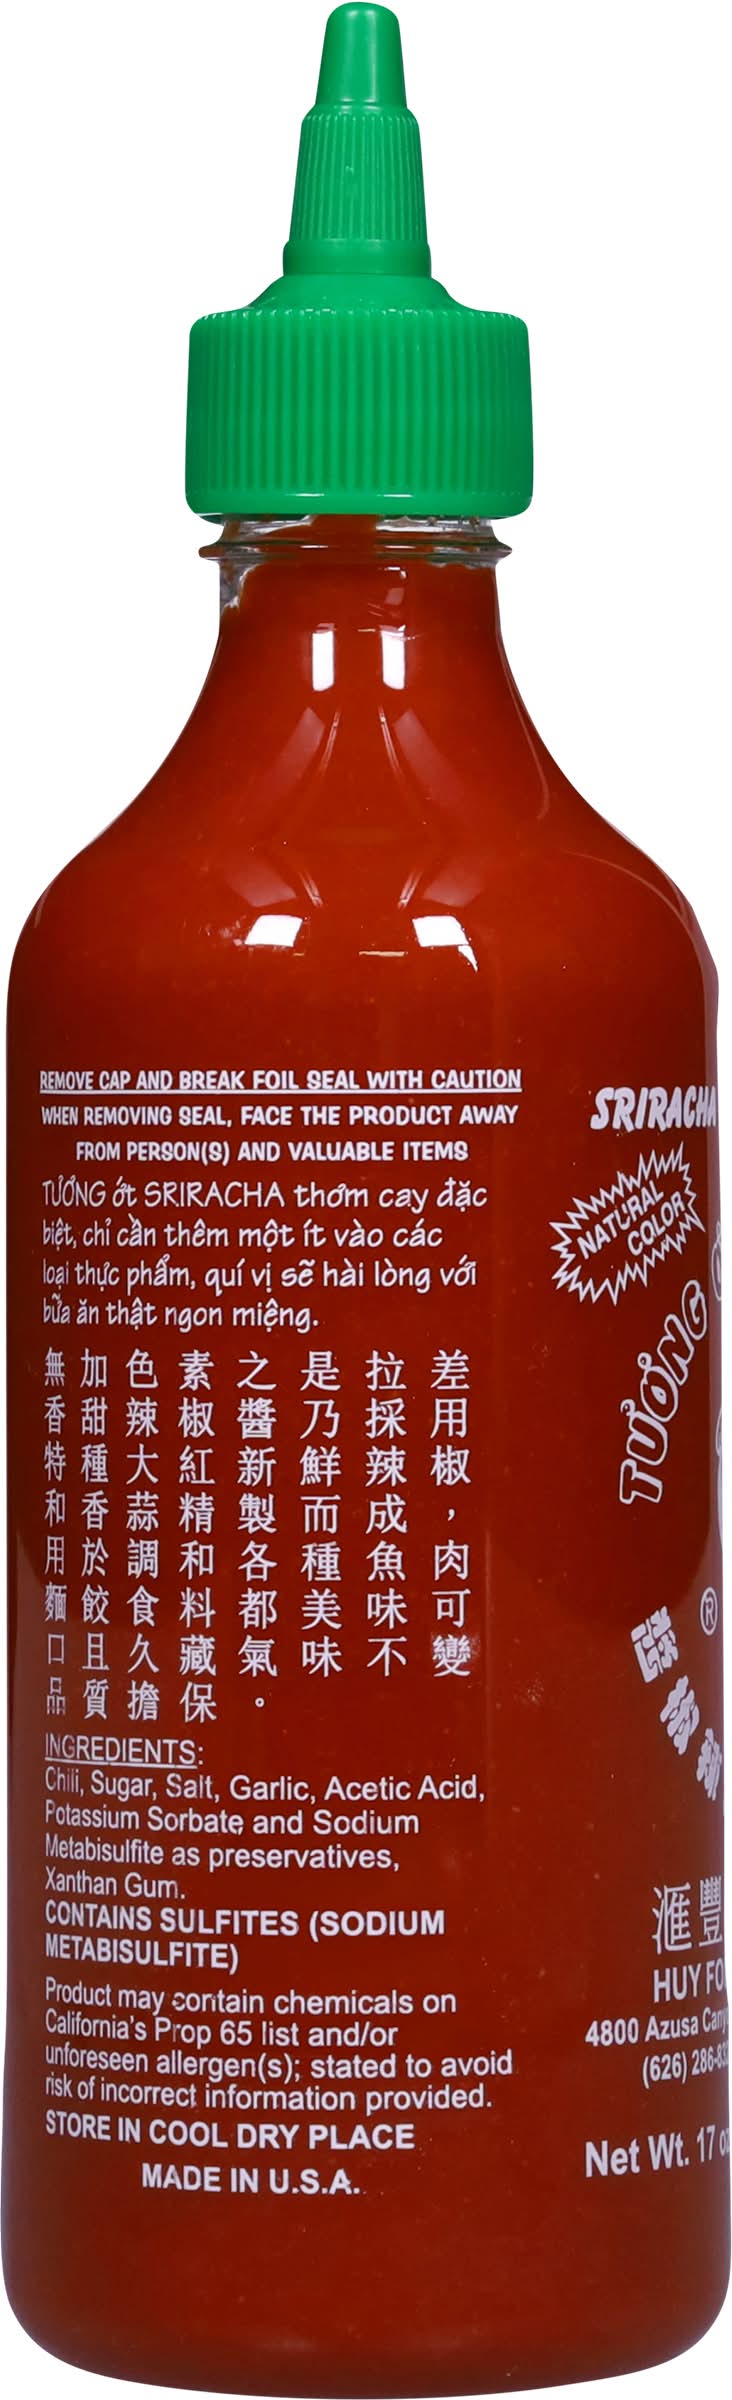 REMOVE CAP AND BREAK FOIL SEAL WITH CAUTION
WHEN REMOVING SEAL, FACE THE PRODUCT AWAY
FROM PERSON(S) AND VALUABLE ITEMS
TƯƠNG ớt SRIRACHA thơm cay đặc
biệt, chỉ cần thêm một ít vào các
loại thực phẩm, quí vị sẽ hài lòng với
bữa ăn thật ngon miệng.
無加色素之是拉差
香甜辣椒醬乃採用
特種大紅新鮮辣椒
和香蒜精製而成，
用於調和各種魚肉
麵餃食料都美味可
口且久藏氣味不變
品質擔保。
INGREDIENTS:
Chili, Sugar, Salt, Garlic, Acetic Acid,
Potassium Sorbate and Sodium
Metabisulfite as preservatives,
Xanthan Gum.
CONTAINS SULFITES (SODIUM
METABISULFITE)
Product may contain chemicals on
California's Prop 65 list and/or
unforeseen allergen(s); stated to avoid
risk of incorrect information provided.
STORE IN COOL DRY PLACE
MADE IN U.S.A.
SRIRACHA
NATURAL
COLOR
TƯƠNG
®
滙豐
HUY
4800 Azusa
(626)
Net Wt. 17